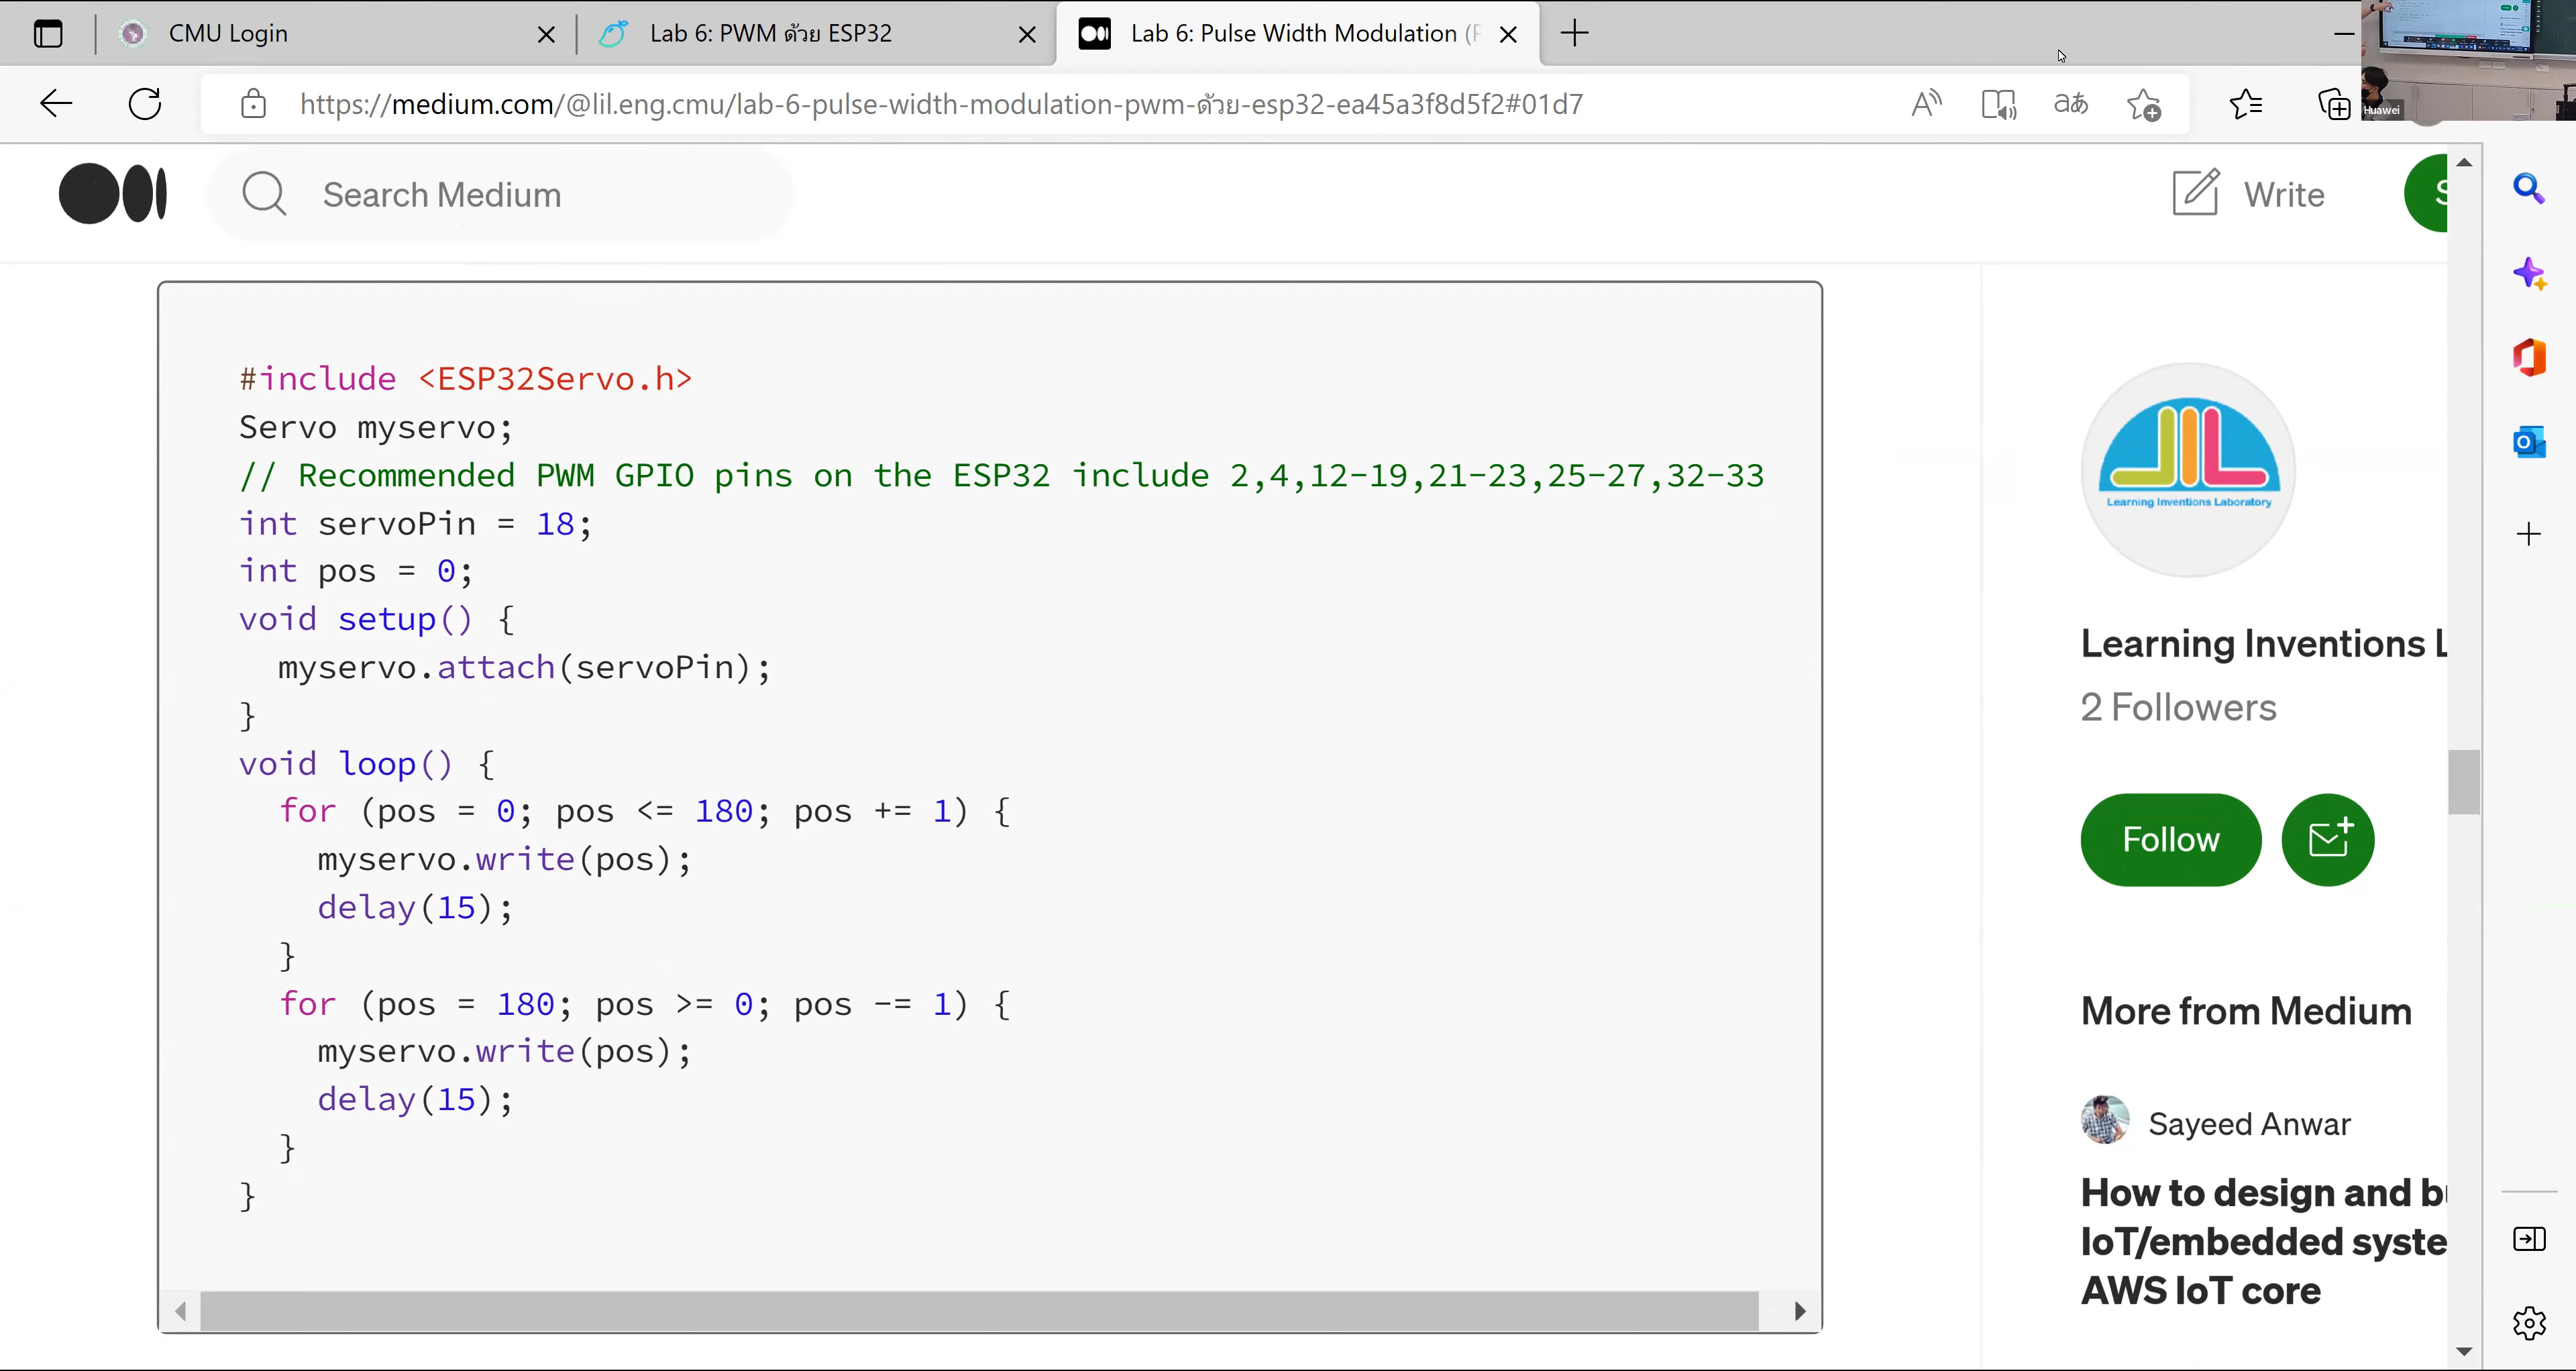 CMU Login
Lab 6: PWM ด้วย ESP32
Lab 6: Pulse Width Modulation (
https://medium.com/@lil.eng.cmu/lab-6-pulse-width-modulation-pwm-ด้วย-esp32-ea45a3f8d5f2#01d7
Huawei
Search Medium
Write
S
#include <ESP32Servo.h>
Servo myservo;
// Recommended PWM GPIO pins on the ESP32 include 2,4,12-19,21-23,25-27,32-33
int servoPin = 18;
int pos = 0;
void setup() {
  myservo.attach(servoPin);
}
void loop() {
  for (pos = 0; pos <= 180; pos += 1) {
    myservo.write(pos);
    delay(15);
  }
  for (pos = 180; pos >= 0; pos -= 1) {
    myservo.write(pos);
    delay(15);
  }
}
Learning Inventions Laboratory
Learning Inventions L
2 Followers
Follow
More from Medium
Sayeed Anwar
How to design and b
IoT/embedded syste
AWS IoT core